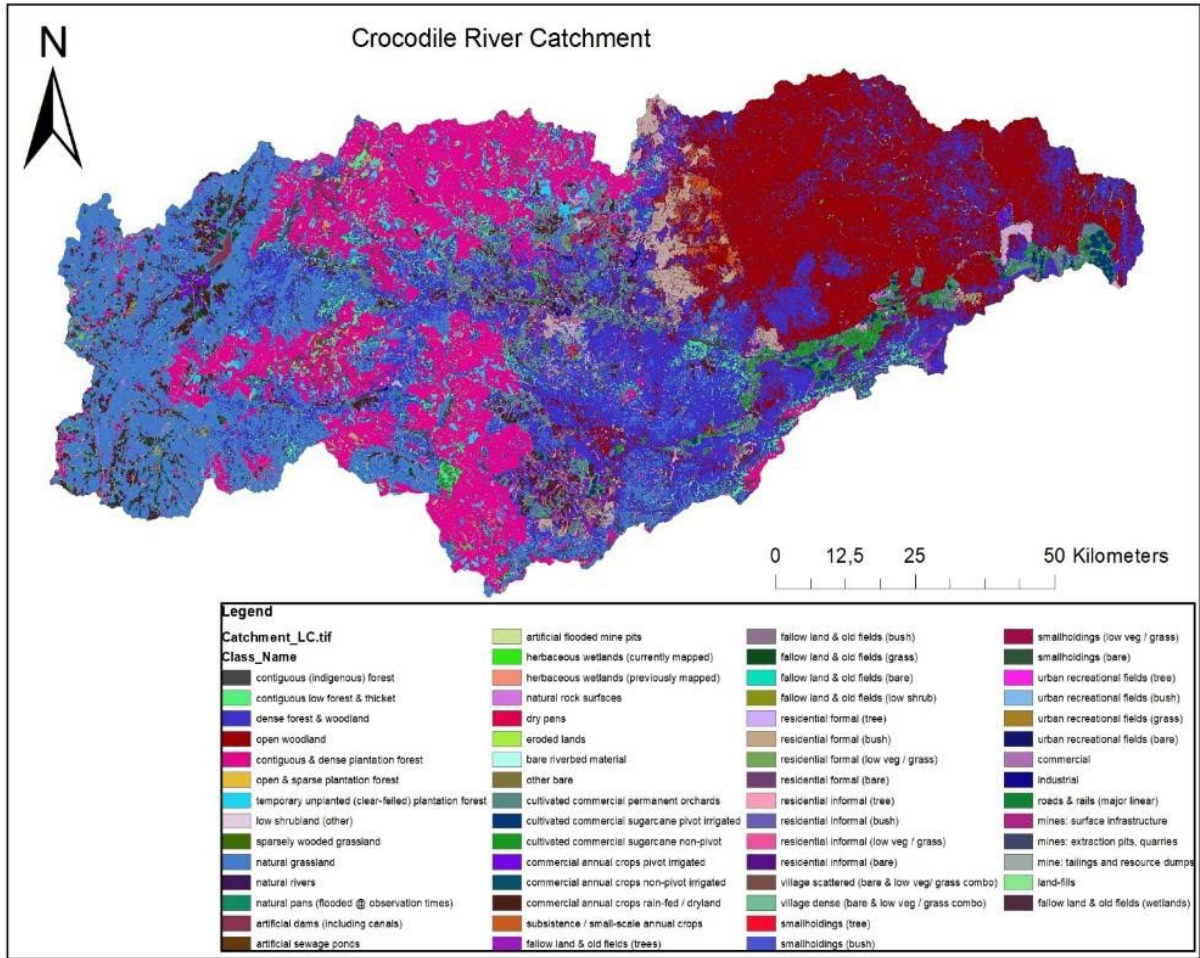 Crocodile River Catchment
N
0 12,5 25 50 Kilometers
Legend
Catchment_LC.tif
Class_Name
contiguous (indigenous) forest
contiguous low forest & thicket
dense forest & woodland
open woodland
contiguous & dense plantation forest
open & sparse plantation forest
temporary unplanted (clear-felled) plantation forest
low shrubland (other)
sparsely wooded grassland
natural grassland
natural rivers
natural pans (flooded @ observation times)
artificial dams (including canals)
artificial sewage ponds
artificial flooded mine pits
herbaceous wetlands (currently mapped)
herbaceous wetlands (previously mapped)
natural rock surfaces
dry pans
eroded lands
bare riverbed material
other bare
cultivated commercial permanent orchards
cultivated commercial sugarcane pivot irrigated
cultivated commercial sugarcane non-pivot
commercial annual crops pivot irrigated
commercial annual crops non-pivot irrigated
commercial annual crops rain-fed / dryland
subsistence / small-scale annual crops
fallow land & old fields (trees)
fallow land & old fields (bush)
fallow land & old fields (grass)
fallow land & old fields (bare)
fallow land & old fields (low shrub)
residential formal (tree)
residential formal (bush)
residential formal (low veg / grass)
residential formal (bare)
residential informal (tree)
residential informal (bush)
residential informal (low veg / grass)
residential informal (bare)
village scattered (bare & low veg/ grass combo)
village dense (bare & low veg / grass combo)
smallholdings (tree)
smallholdings (bush)
smallholdings (low veg / grass)
smallholdings (bare)
urban recreational fields (tree)
urban recreational fields (bush)
urban recreational fields (grass)
urban recreational fields (bare)
commercial
industrial
roads & rails (major linear)
mines: surface infrastructure
mines: extraction pits, quarries
mine: tailings and resource dumps
land-fills
fallow land & old fields (wetlands)